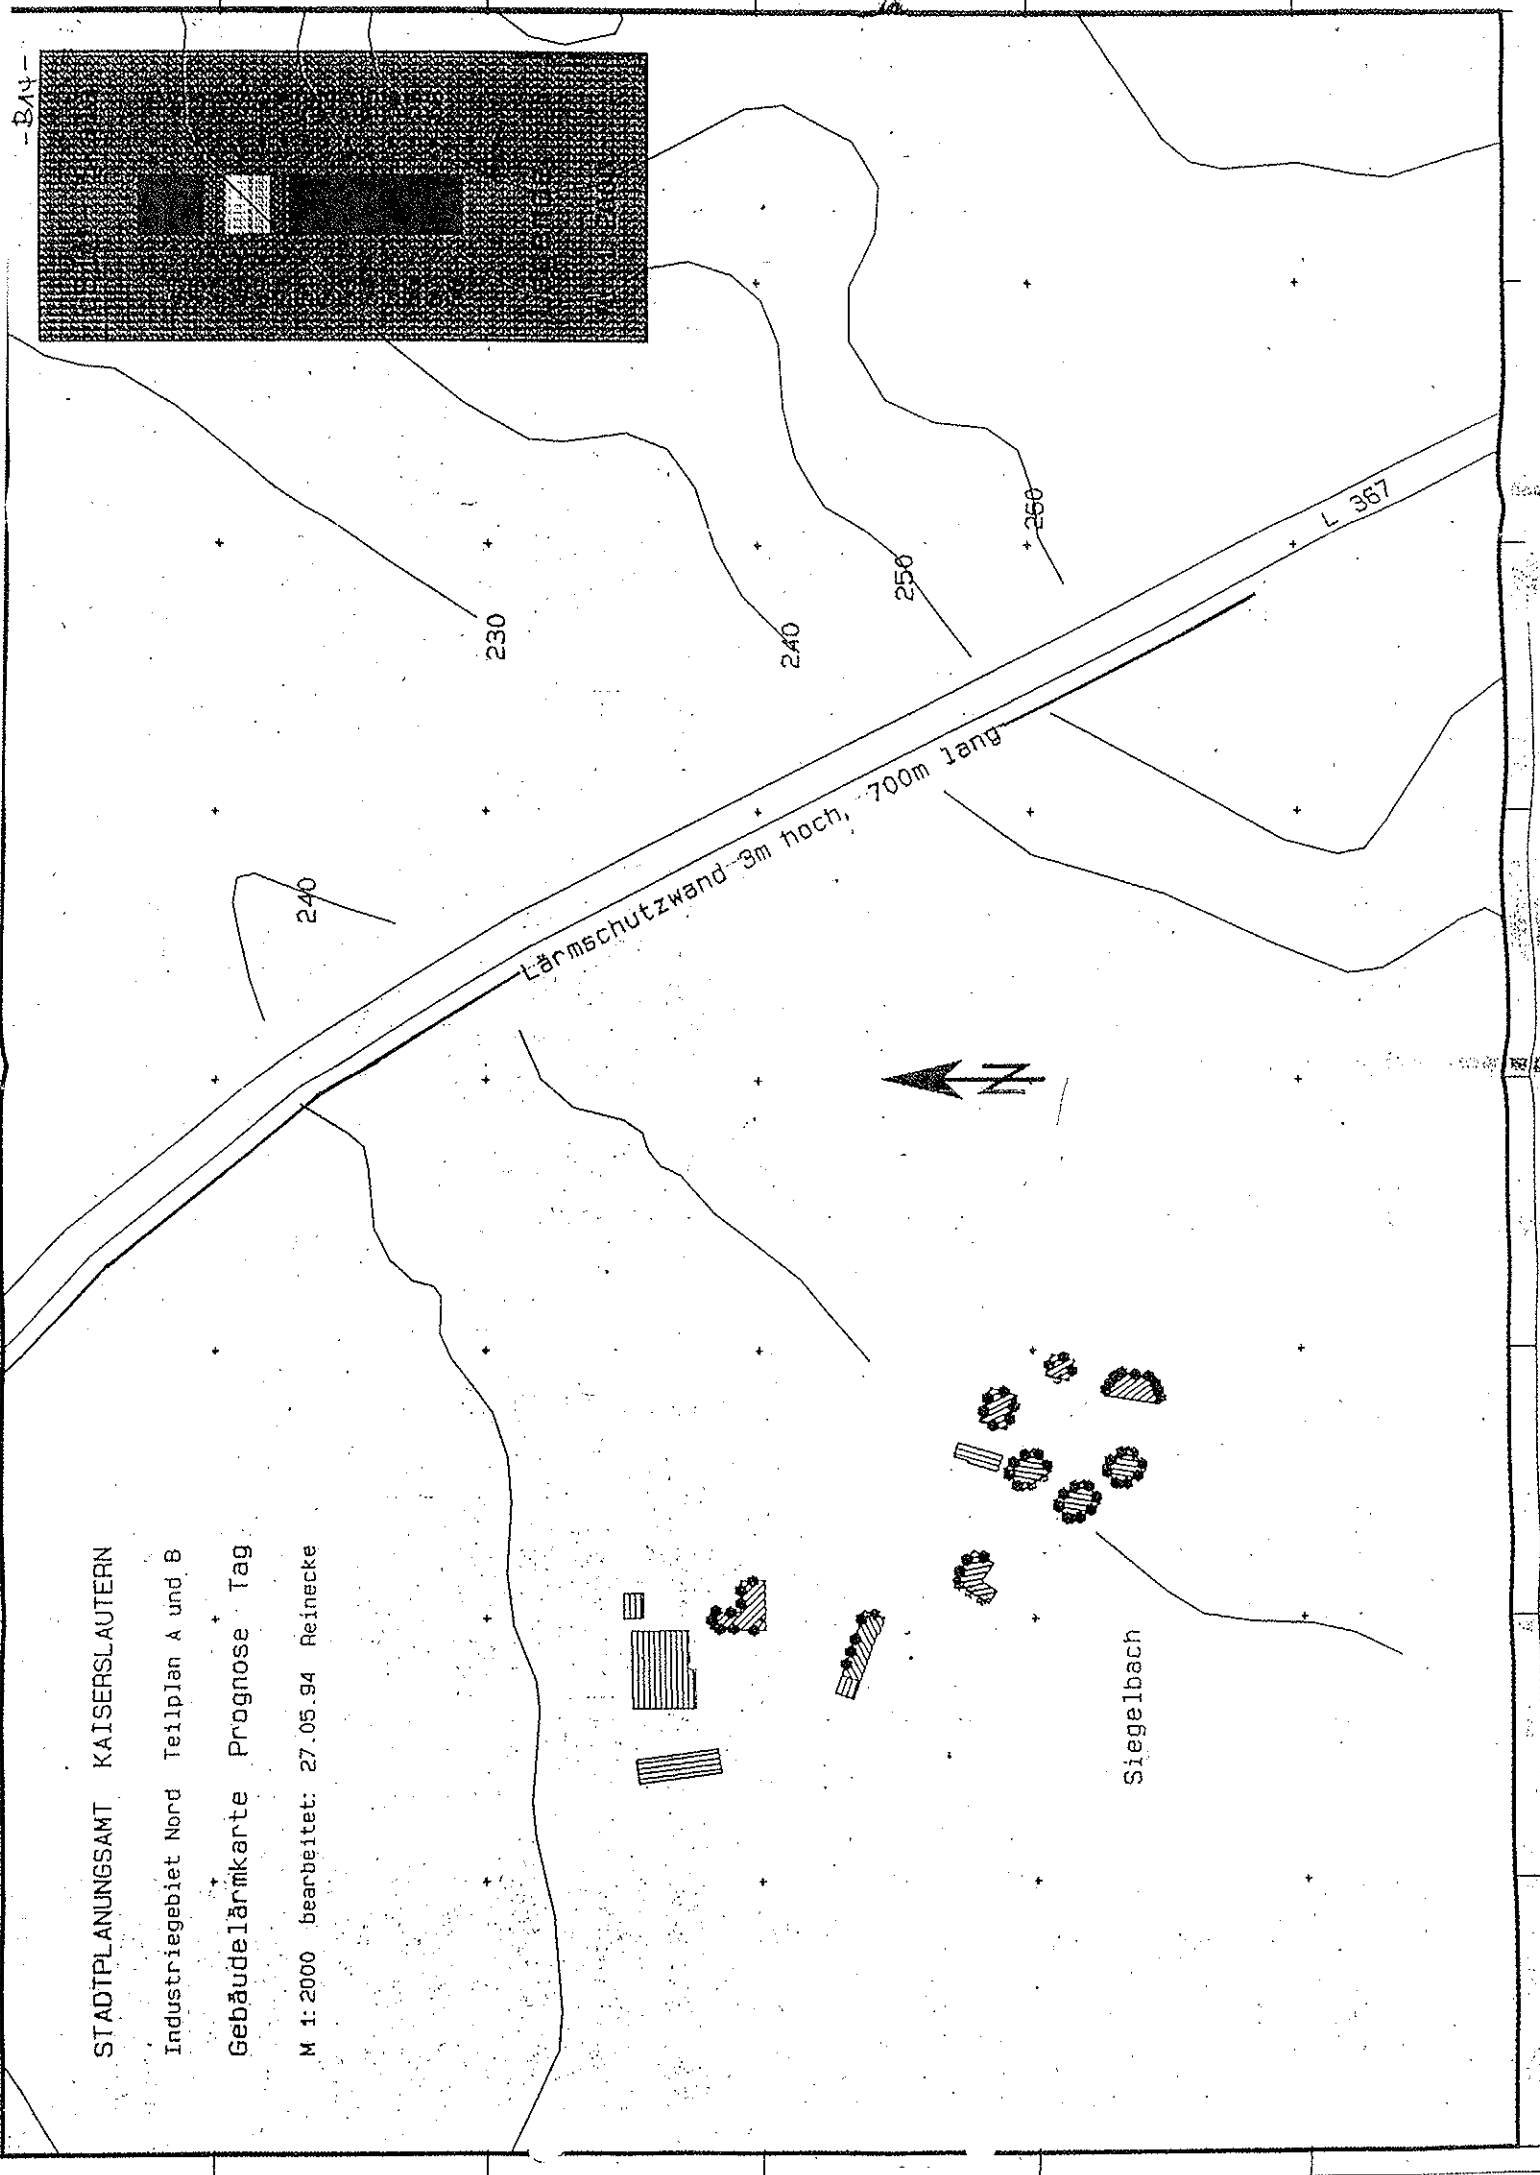 -B14-
STADTPLANUNGSAMT KAISERSLAUTERN
Industriegebiet Nord Teilplan A und B
Gebäudelärmkarte Prognose Tag
M 1:2000 bearbeitet: 27.05.94 Reinecke
230
240
250
260
240
L 367
Lärmschutzwand 3m hoch, 700m lang
N
Siegelbach